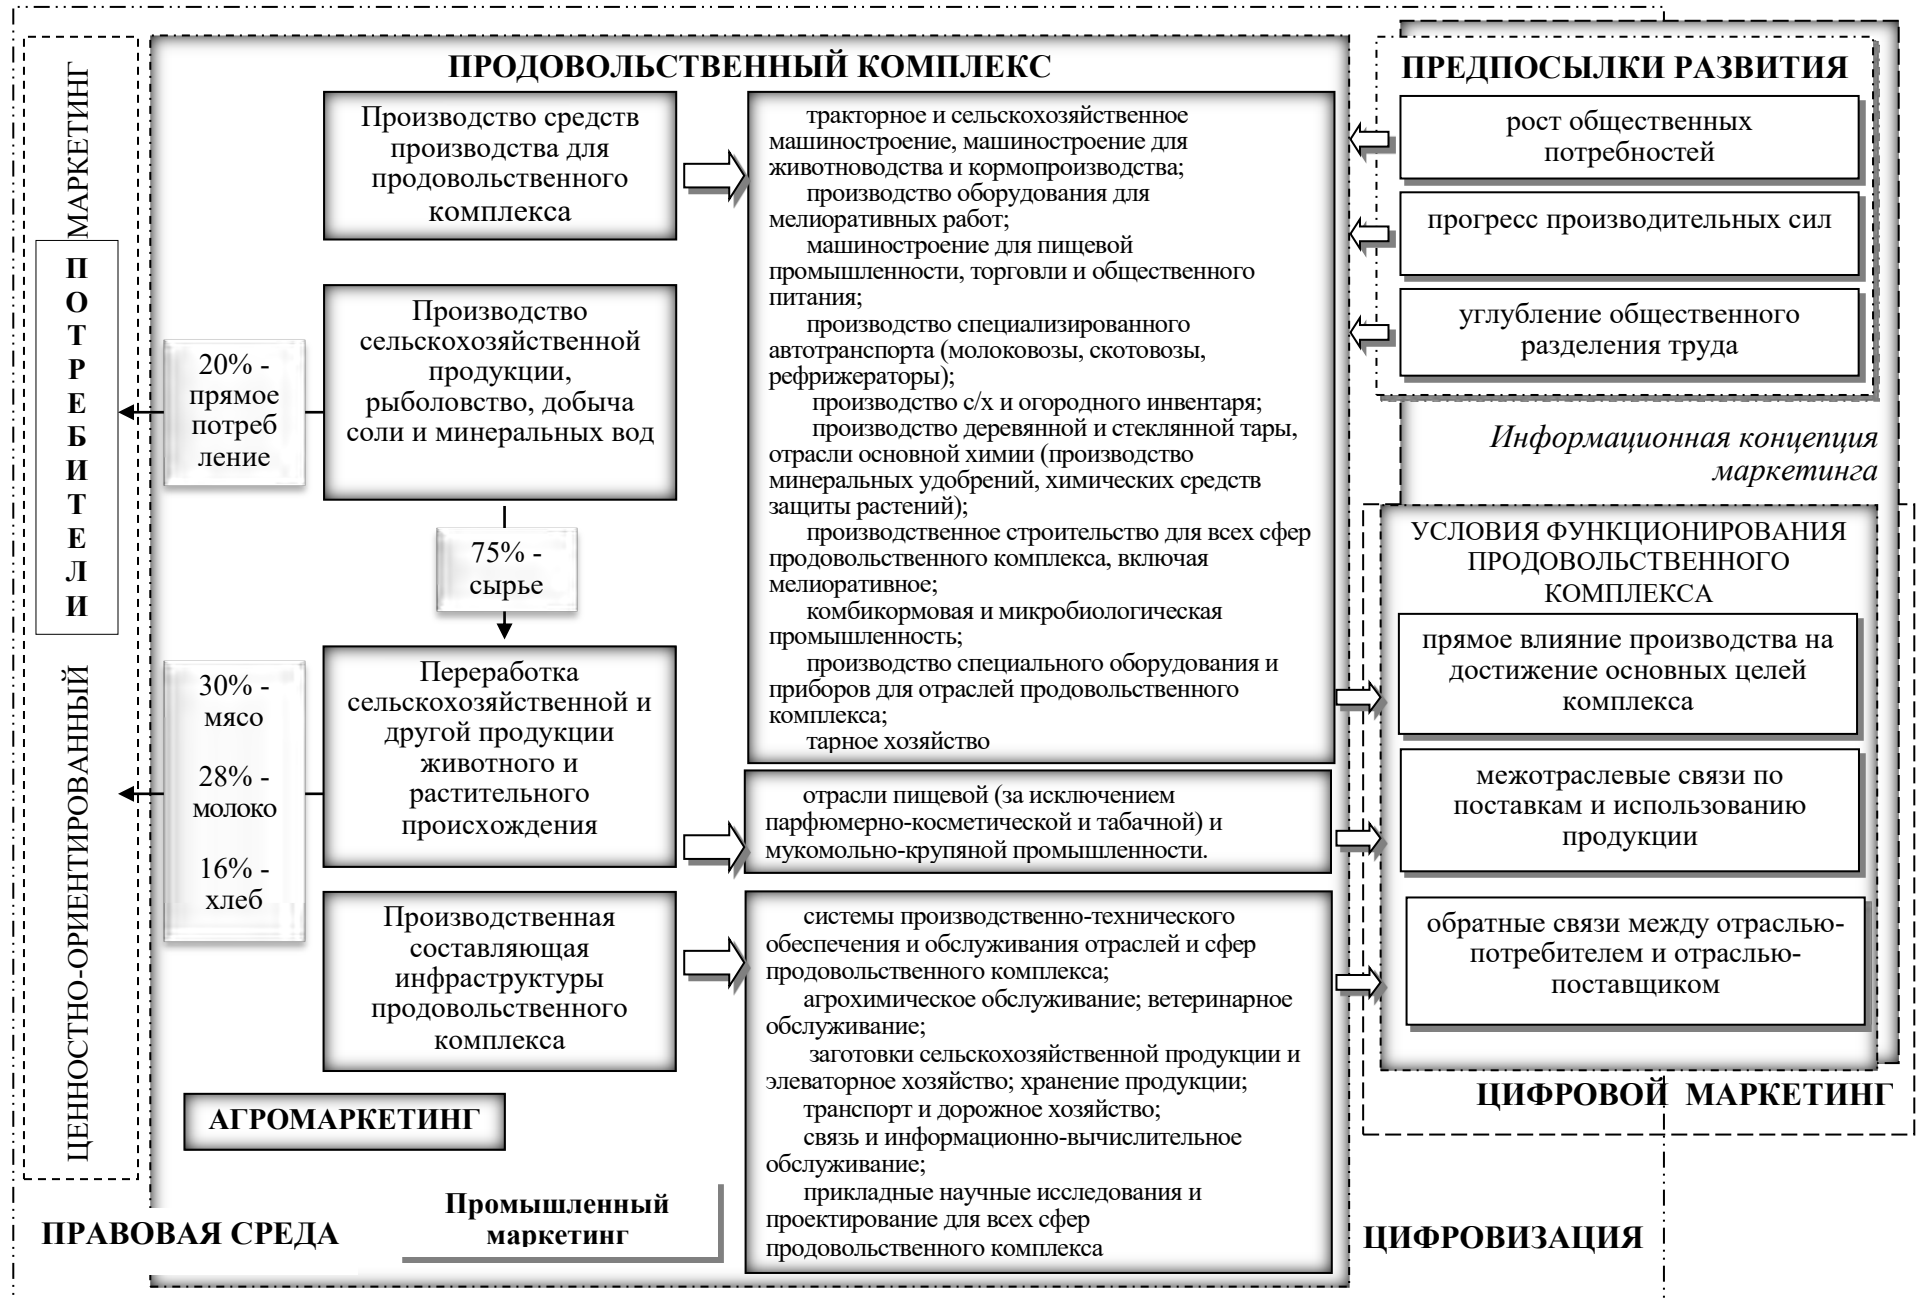 ПРОДОВОЛЬСТВЕННЫЙ КОМПЛЕКС
Производство средств
производства для
продовольственного
комплекса
тракторное и сельскохозяйственное
машиностроение, машиностроение для
животноводства и кормопроизводства;
производство оборудования для
мелиоративных работ;
машиностроение для пищевой
промышленности, торговли и общественного
питания;
производство специализированного
автотранспорта (молоковозы, скотовозы,
рефрижераторы);
производство с/х и огородного инвентаря;
производство деревянной и стеклянной тары,
отрасли основной химии (производство
минеральных удобрений, химических средств
защиты растений);
производственное строительство для всех сфер
продовольственного комплекса, включая
мелиоративное;
комбикормовая и микробиологическая
промышленность;
производство специального оборудования и
приборов для отраслей продовольственного
комплекса;
тарное хозяйство
Производство
сельскохозяйственной
продукции,
рыболовство, добыча
соли и минеральных вод
20% -
прямое
потреб
ление
75% -
сырье
Переработка
сельскохозяйственной и
другой продукции
животного и
растительного
происхождения
30% -
мясо
28% -
молоко
16% -
хлеб
отрасли пищевой (за исключением
парфюмерно-косметической и табачной) и
мукомольно-крупяной промышленности.
Производственная
составляющая
инфраструктуры
продовольственного
комплекса
системы производственно-технического
обеспечения и обслуживания отраслей и сфер
продовольственного комплекса;
агрохимическое обслуживание; ветеринарное
обслуживание;
заготовки сельскохозяйственной продукции и
элеваторное хозяйство; хранение продукции;
транспорт и дорожное хозяйство;
связь и информационно-вычислительное
обслуживание;
прикладные научные исследования и
проектирование для всех сфер
продовольственного комплекса
АГРОМАРКЕТИНГ
Промышленный
маркетинг
ПРАВОВАЯ СРЕДА
ЦЕННОСТНО-ОРИЕНТИРОВАННЫЙ
МАРКЕТИНГ
П
О
Т
Р
Е
Б
И
Т
Е
Л
И
ПРЕДПОСЫЛКИ РАЗВИТИЯ
рост общественных
потребностей
прогресс производительных сил
углубление общественного
разделения труда
Информационная концепция
маркетинга
УСЛОВИЯ ФУНКЦИОНИРОВАНИЯ
ПРОДОВОЛЬСТВЕННОГО
КОМПЛЕКСА
прямое влияние производства на
достижение основных целей
комплекса
межотраслевые связи по
поставкам и использованию
продукции
обратные связи между отраслью-
потребителем и отраслью-
поставщиком
ЦИФРОВОЙ МАРКЕТИНГ
ЦИФРОВИЗАЦИЯ